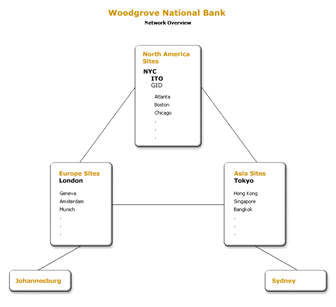 Woodgrove National Bank
Network Overview
North America
Sites
NYC
ITO
GID
Atlanta
Boston
Chicago
.
.
.
Europe Sites
London
Geneva
Amsterdam
Munich
.
.
.
Asia Sites
Tokyo
Hong Kong
Singapore
Bangkok
.
.
.
Johannesburg
Sydney